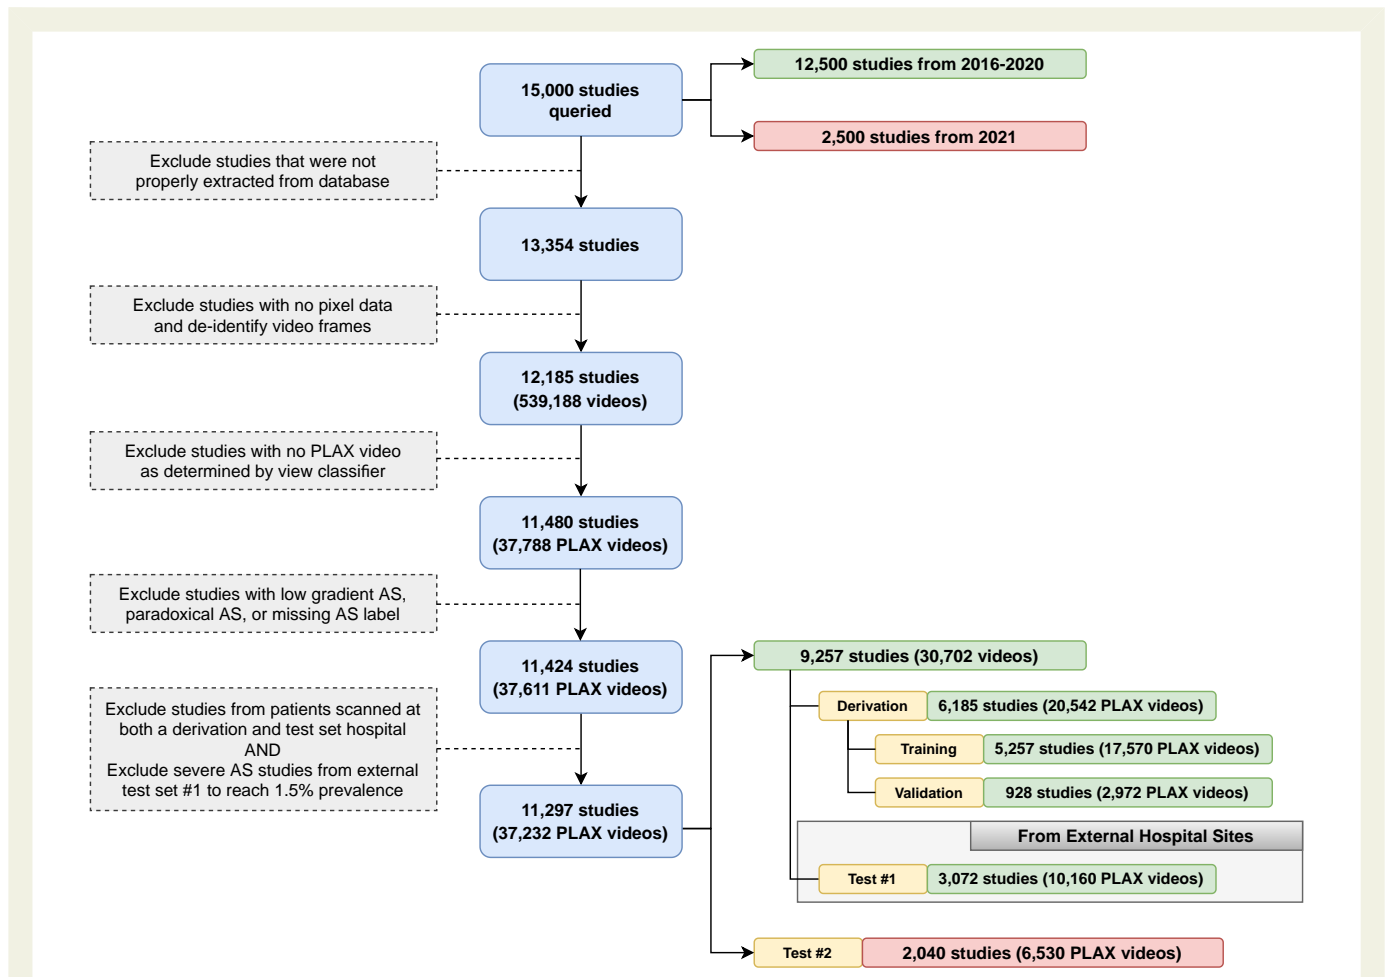 15,000 studies
queried
12,500 studies from 2016-2020
2,500 studies from 2021
Exclude studies that were not
properly extracted from database
13,354 studies
Exclude studies with no pixel data
and de-identify video frames
12,185 studies
(539,188 videos)
Exclude studies with no PLAX video
as determined by view classifier
11,480 studies
(37,788 PLAX videos)
Exclude studies with low gradient AS,
paradoxical AS, or missing AS label
11,424 studies
(37,611 PLAX videos)
Exclude studies from patients scanned at
both a derivation and test set hospital
AND
Exclude severe AS studies from external
test set #1 to reach 1.5% prevalence
11,297 studies
(37,232 PLAX videos)
9,257 studies (30,702 videos)
Derivation
6,185 studies (20,542 PLAX videos)
Training
5,257 studies (17,570 PLAX videos)
Validation
928 studies (2,972 PLAX videos)
From External Hospital Sites
Test #1
3,072 studies (10,160 PLAX videos)
Test #2
2,040 studies (6,530 PLAX videos)